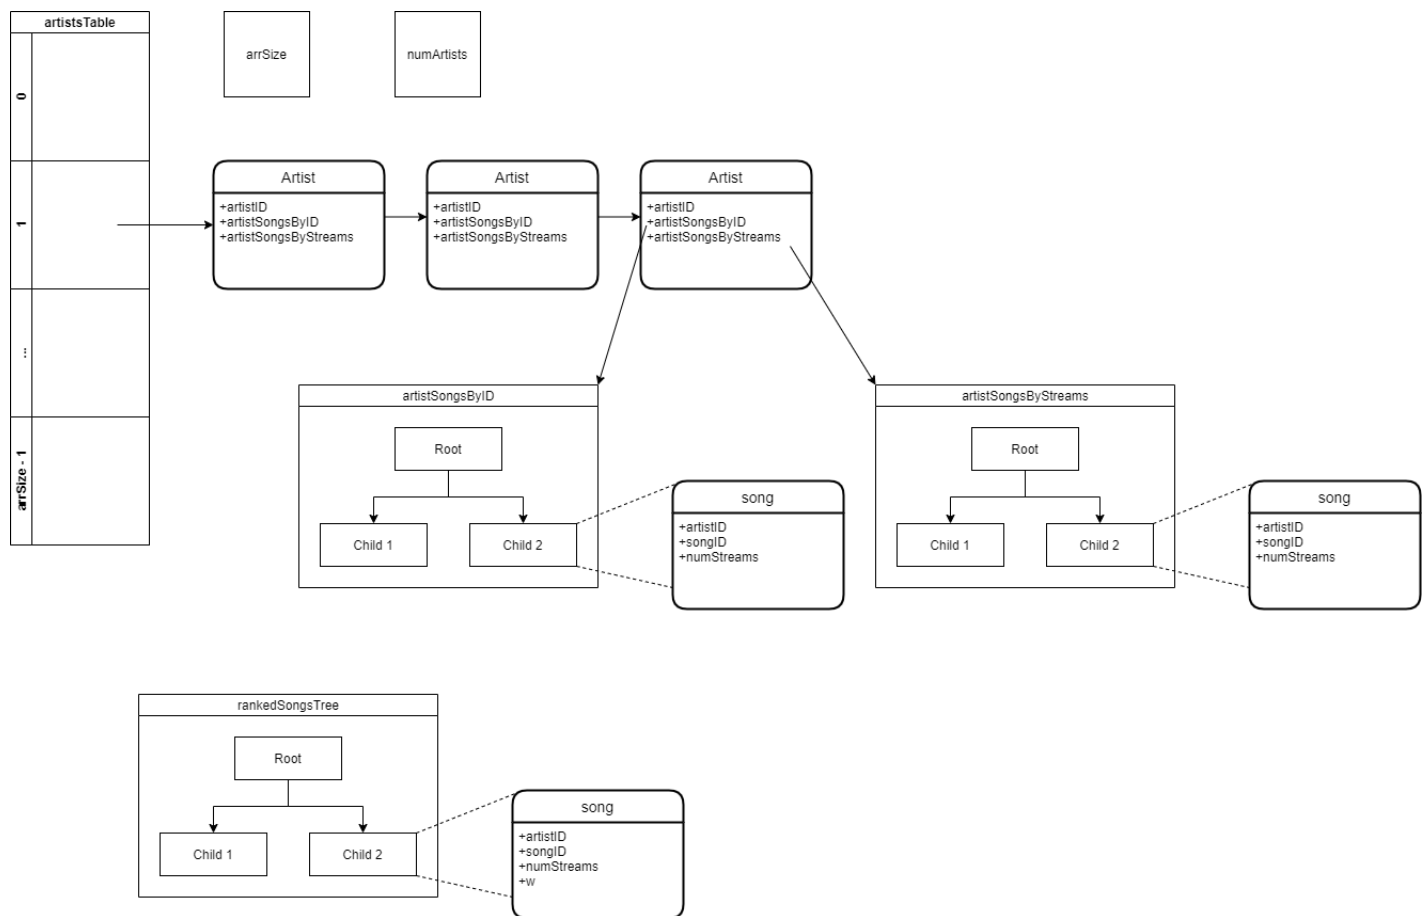 artistsTable
arrSize
numArtists
0
1
...
arrSize - 1
Artist
+artistID
+artistSongsByID
+artistSongsByStreams
Artist
+artistID
+artistSongsByID
+artistSongsByStreams
Artist
+artistID
+artistSongsByID
+artistSongsByStreams
artistSongsByID
Root
Child 1
Child 2
song
+artistID
+songID
+numStreams
artistSongsByStreams
Root
Child 1
Child 2
song
+artistID
+songID
+numStreams
rankedSongsTree
Root
Child 1
Child 2
song
+artistID
+songID
+numStreams
+w